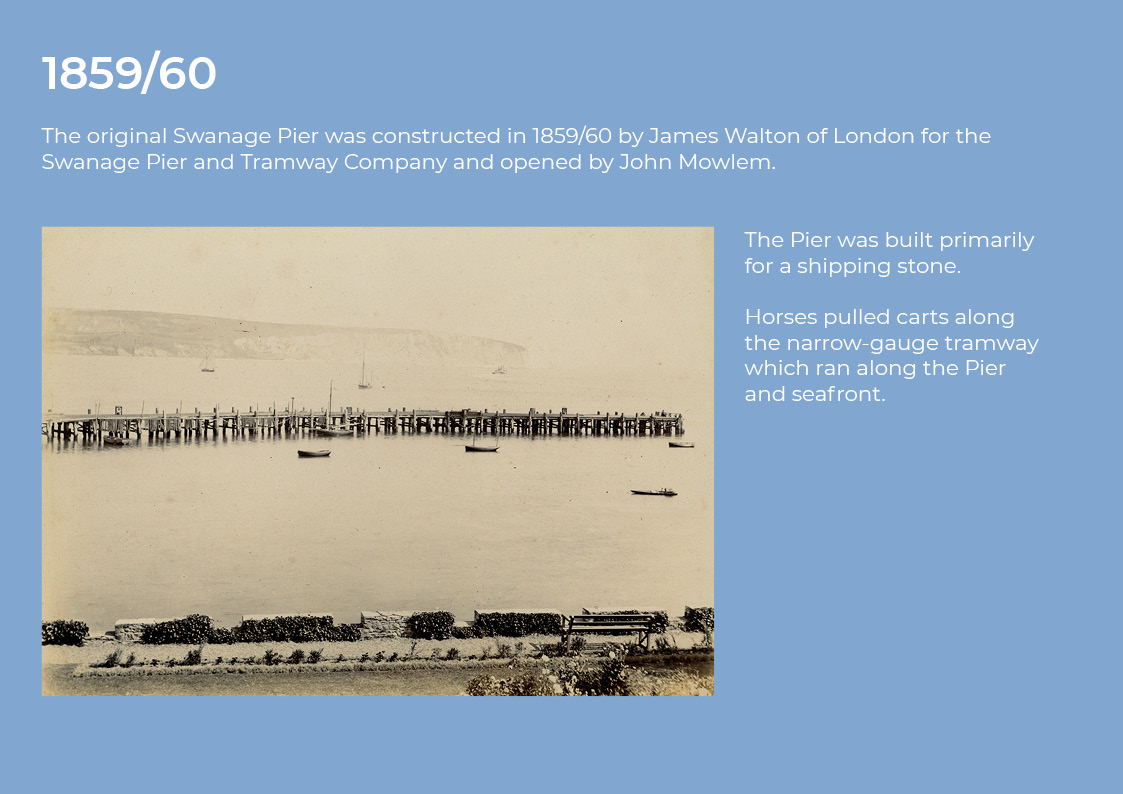 1859/60
The original Swanage Pier was constructed in 1859/60 by James Walton of London for the
Swanage Pier and Tramway Company and opened by John Mowlem.
The Pier was built primarily
for a shipping stone.
Horses pulled carts along
the narrow-gauge tramway
which ran along the Pier
and seafront.